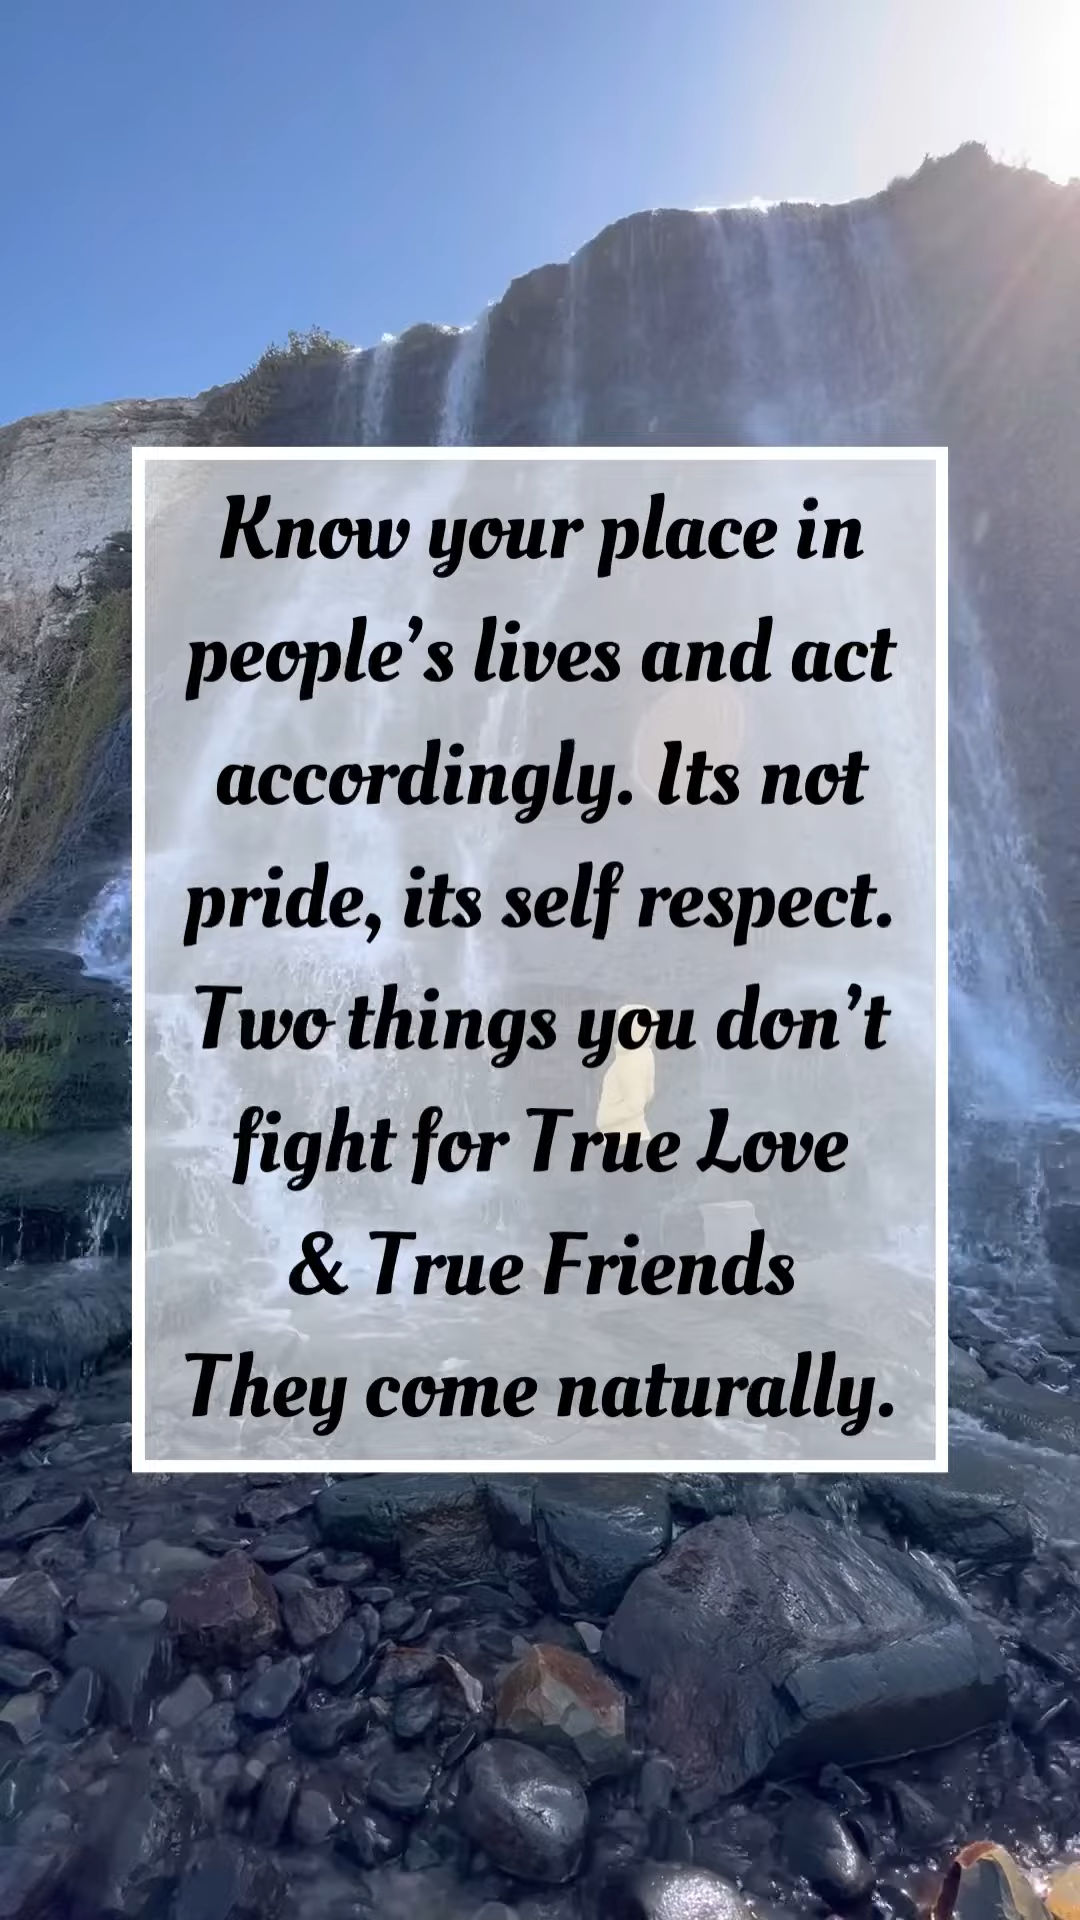 Know your place in
people’s lives and act
accordingly. Its not
pride, its self respect.
Two things you don’t
fight for True Love
& True Friends
They come naturally.